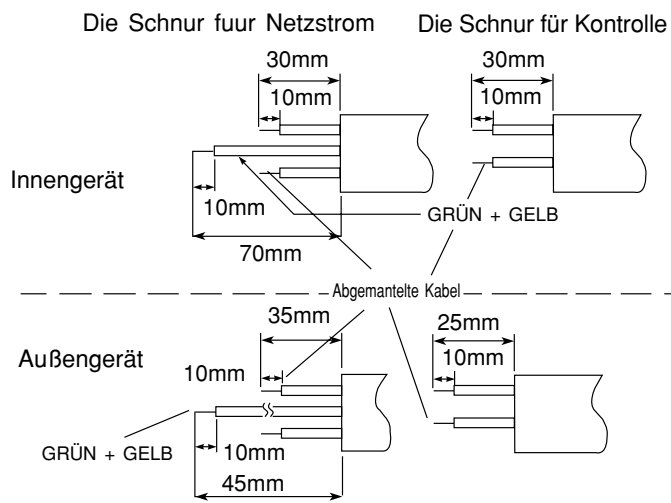 Die Schnur fuur Netzstrom
Die Schnur für Kontrolle
30mm
10mm
30mm
10mm
Innengerät
10mm
GRÜN + GELB
70mm
Abgemantelte Kabel
35mm
25mm
Außengerät
10mm
10mm
GRÜN + GELB
10mm
45mm